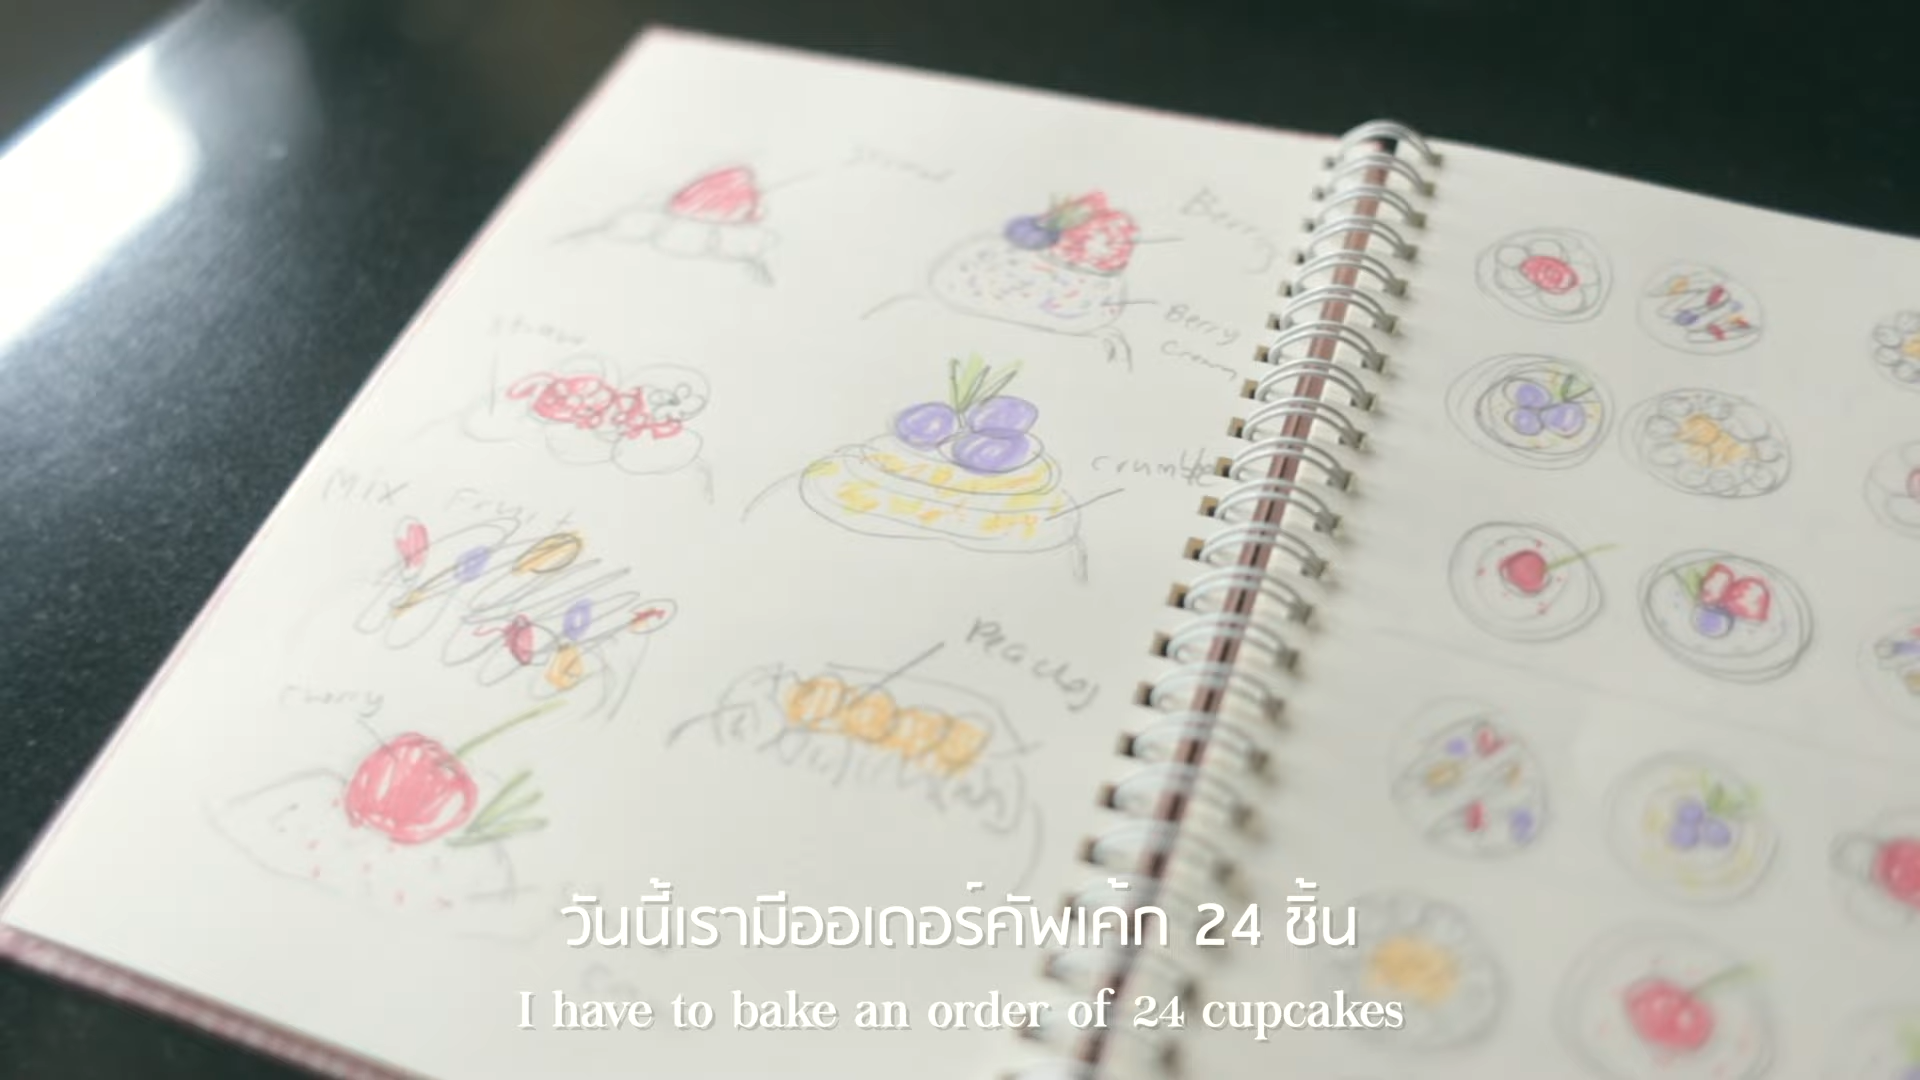 Berry
Berry
Cream
MIX Fruit
crumble
Peaches
cherry
วันนี้เรามีออเดอร์คัพเค้ก 24 ชิ้น
I have to bake an order of 24 cupcakes